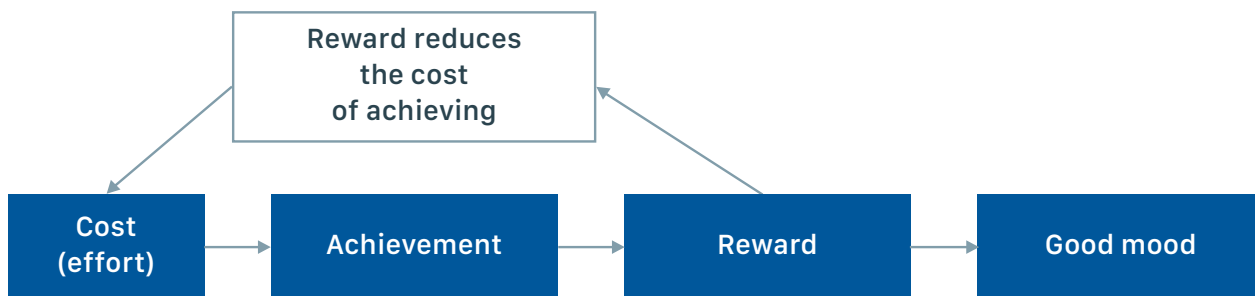 Reward reduces
the cost
of achieving
Cost
(effort)
Achievement
Reward
Good mood